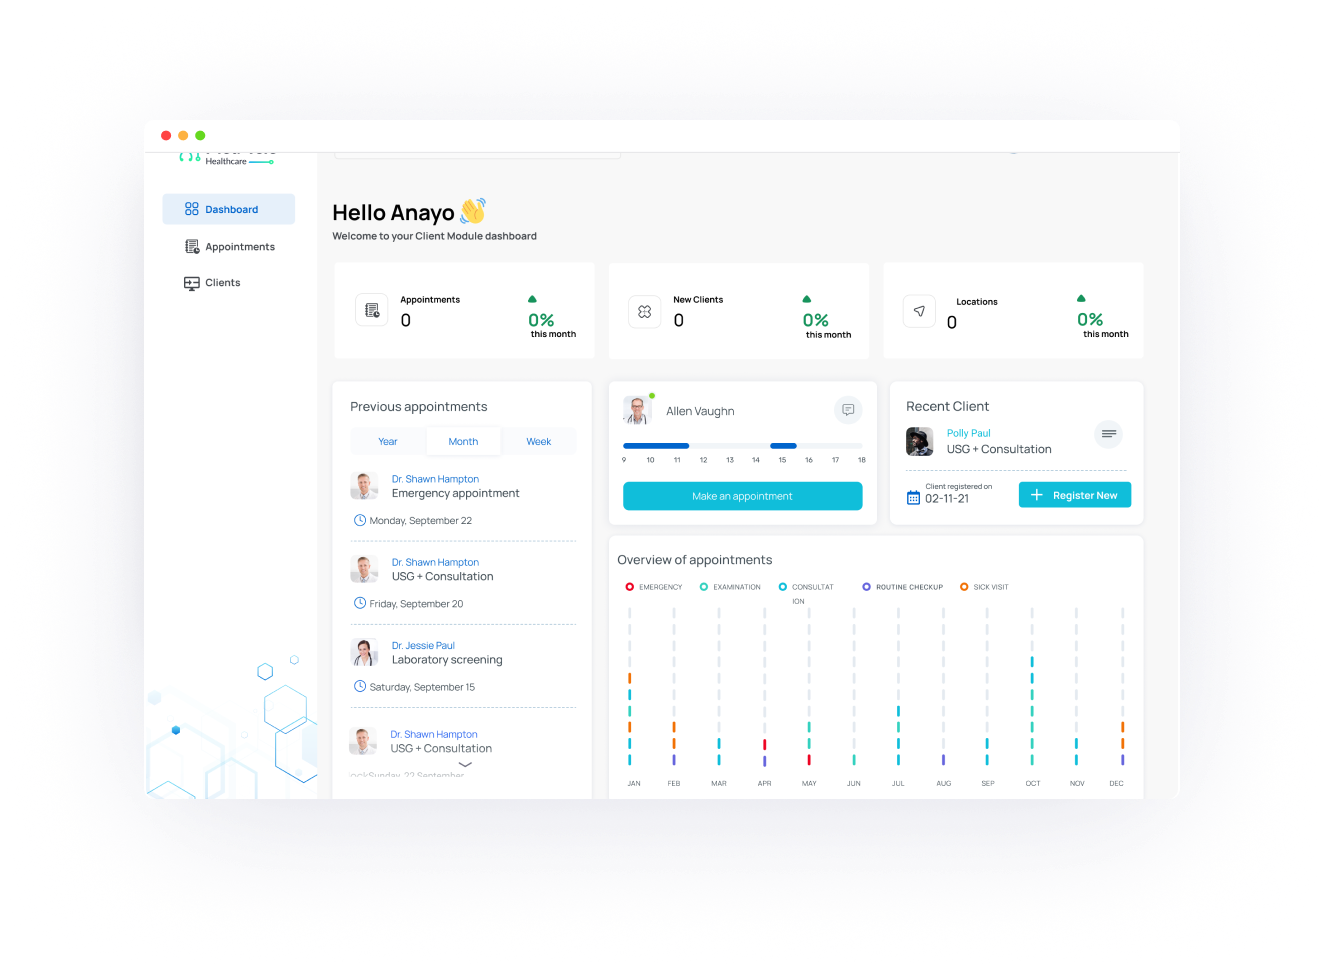 Healthcare
Dashboard
Appointments
Clients
Hello Anayo
Welcome to your Client Module dashboard
Appointments
0
0%
this month
New Clients
0
0%
this month
Locations
0
0%
this month
Previous appointments
Year Month Week
Dr. Shawn Hampton
Emergency appointment
Monday, September 22
Dr. Shawn Hampton
USG + Consultation
Friday, September 20
Dr. Jessie Paul
Laboratory screening
Saturday, September 15
Dr. Shawn Hampton
USG + Consultation
Sunday, 22 September
Allen Vaughn
9 10 11 12 13 14 15 16 17 18
Make an appointment
Recent Client
Polly Paul
USG + Consultation
Client registered on
02-11-21
Register New
Overview of appointments
EMERGENCY EXAMINATION CONSULTAT ROUTINE CHECKUP SICK VISIT
ION
JAN FEB MAR APR MAY JUN JUL AUG SEP OCT NOV DEC